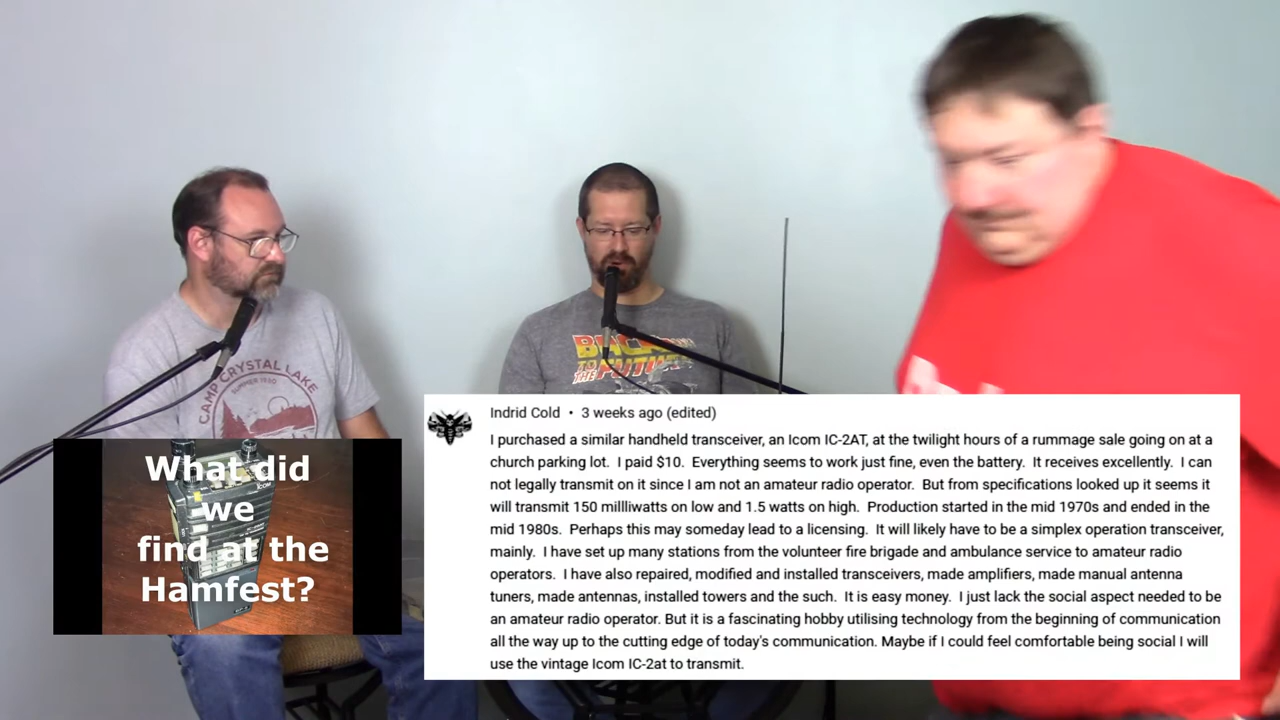 CAMP CRYSTAL LAKE
SUMMER 1980
BACK
TO
THE FUTURE
What did
we
find at the
Hamfest?
Indrid Cold • 3 weeks ago (edited)
I purchased a similar handheld transceiver, an Icom IC-2AT, at the twilight hours of a rummage sale going on at a
church parking lot.  I paid $10.  Everything seems to work just fine, even the battery.  It receives excellently.  I can
not legally transmit on it since I am not an amateur radio operator.  But from specifications looked up it seems it
will transmit 150 millliwatts on low and 1.5 watts on high.  Production started in the mid 1970s and ended in the
mid 1980s.  Perhaps this may someday lead to a licensing.  It will likely have to be a simplex operation transceiver,
mainly.  I have set up many stations from the volunteer fire brigade and ambulance service to amateur radio
operators.  I have also repaired, modified and installed transceivers, made amplifiers, made manual antenna
tuners, made antennas, installed towers and the such.  It is easy money.  I just lack the social aspect needed to be
an amateur radio operator. But it is a fascinating hobby utilising technology from the beginning of communication
all the way up to the cutting edge of today's communication. Maybe if I could feel comfortable being social I will
use the vintage Icom IC-2at to transmit.